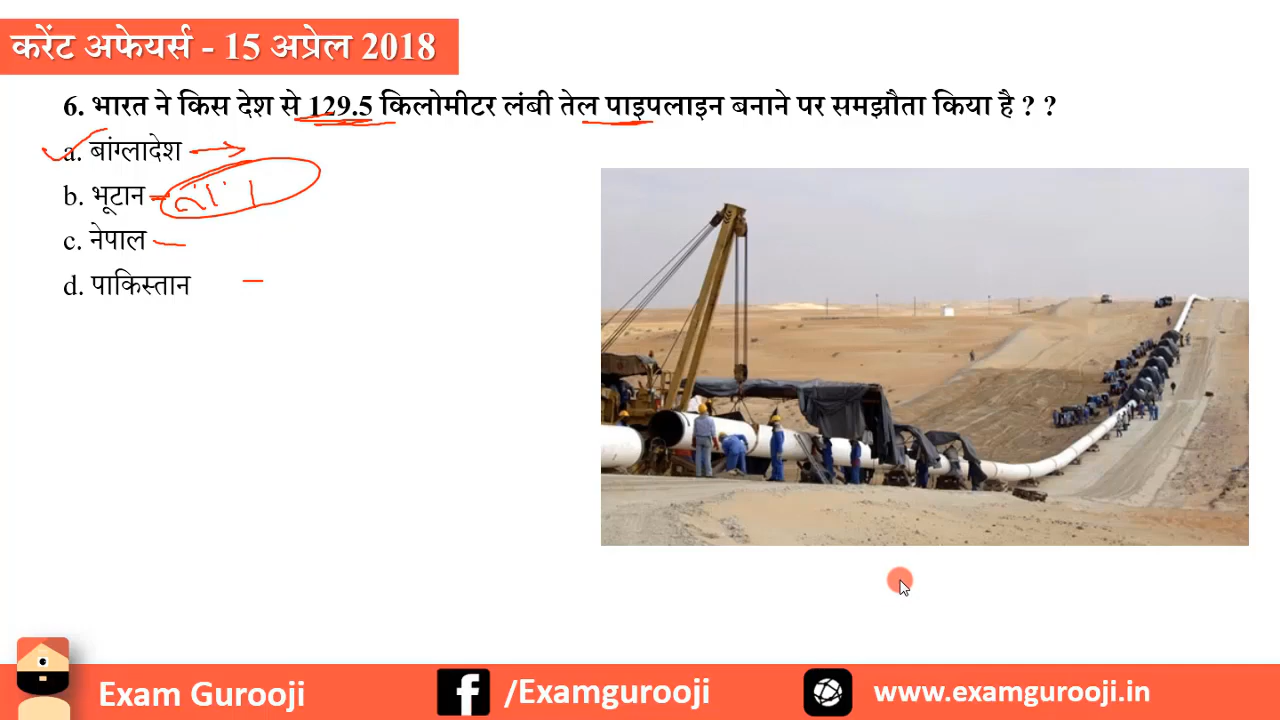 करेंट अफेयर्स - 15 अप्रेल 2018
6. भारत ने किस देश से 129.5 किलोमीटर लंबी तेल पाइपलाइन बनाने पर समझौता किया है ? ?
a. बांग्लादेश
b. भूटान
c. नेपाल
d. पाकिस्तान
Exam Gurooji
/Examgurooji
www.examgurooji.in